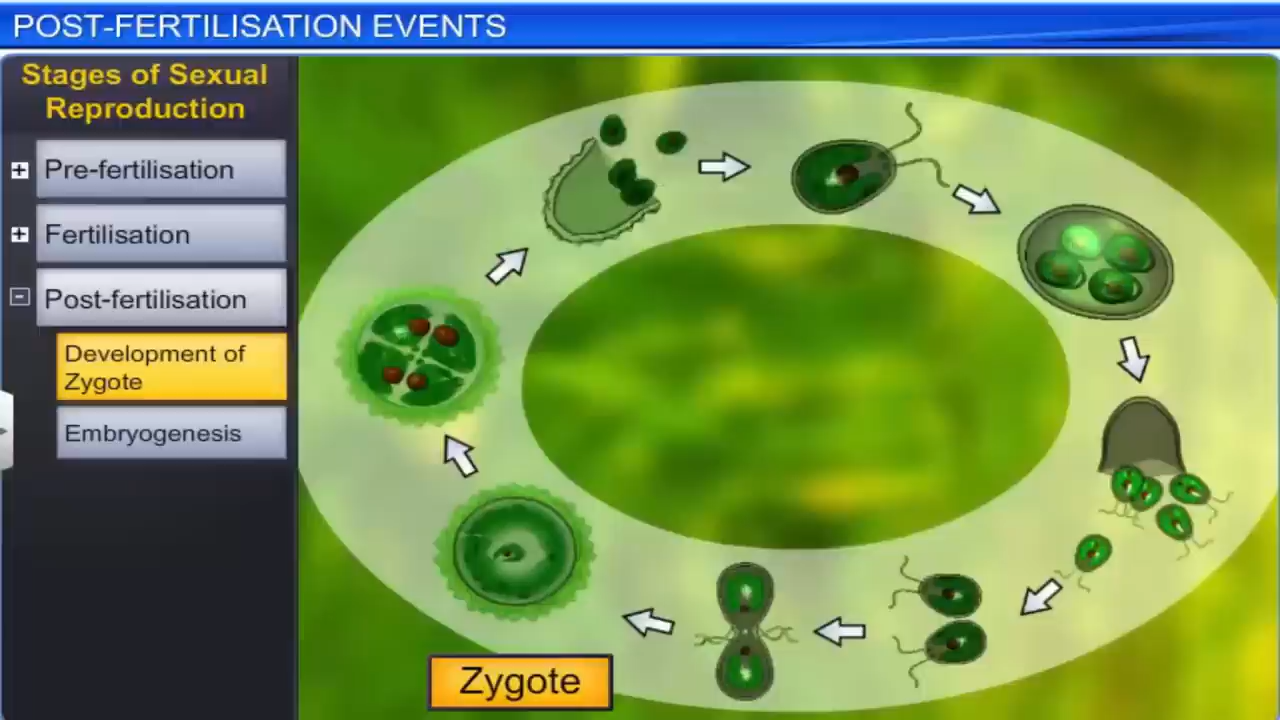 POST-FERTILISATION EVENTS
Stages of Sexual
Reproduction
Pre-fertilisation
Fertilisation
Post-fertilisation
Development of
Zygote
Embryogenesis
Zygote